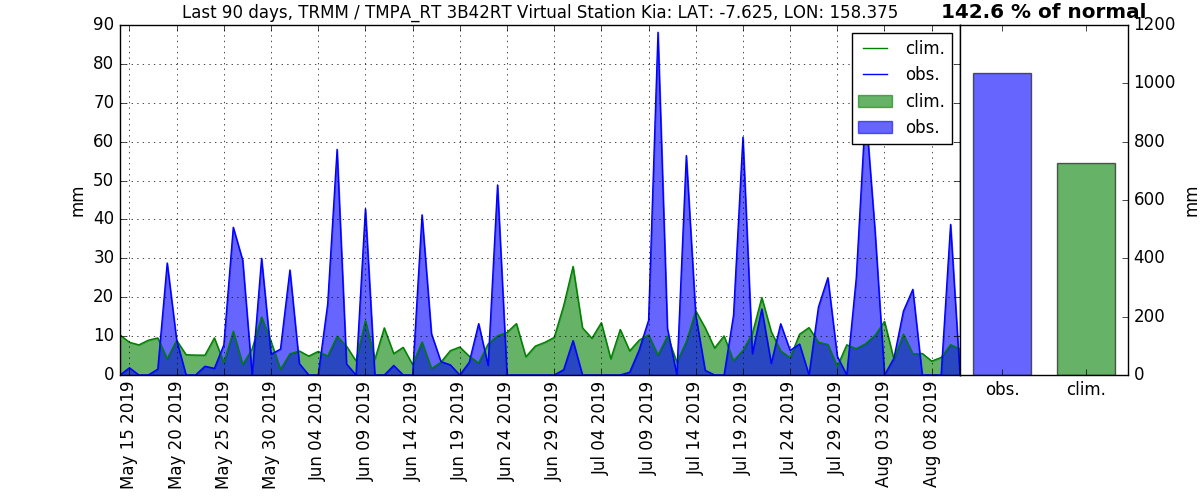 Last 90 days, TRMM / TMPA_RT 3B42RT Virtual Station Kia: LAT: -7.625, LON: 158.375
142.6 % of normal
90
80
70
60
50
40
30
20
10
0
mm
clim.
obs.
clim.
obs.
May 15 2019
May 20 2019
May 25 2019
May 30 2019
Jun 04 2019
Jun 09 2019
Jun 14 2019
Jun 19 2019
Jun 24 2019
Jun 29 2019
Jul 04 2019
Jul 09 2019
Jul 14 2019
Jul 19 2019
Jul 24 2019
Jul 29 2019
Aug 03 2019
Aug 08 2019
1200
1000
800
600
400
200
0
mm
obs.
clim.